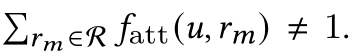 ∑_{r_m∈ℛ} f_att(u, r_m) ≠ 1.